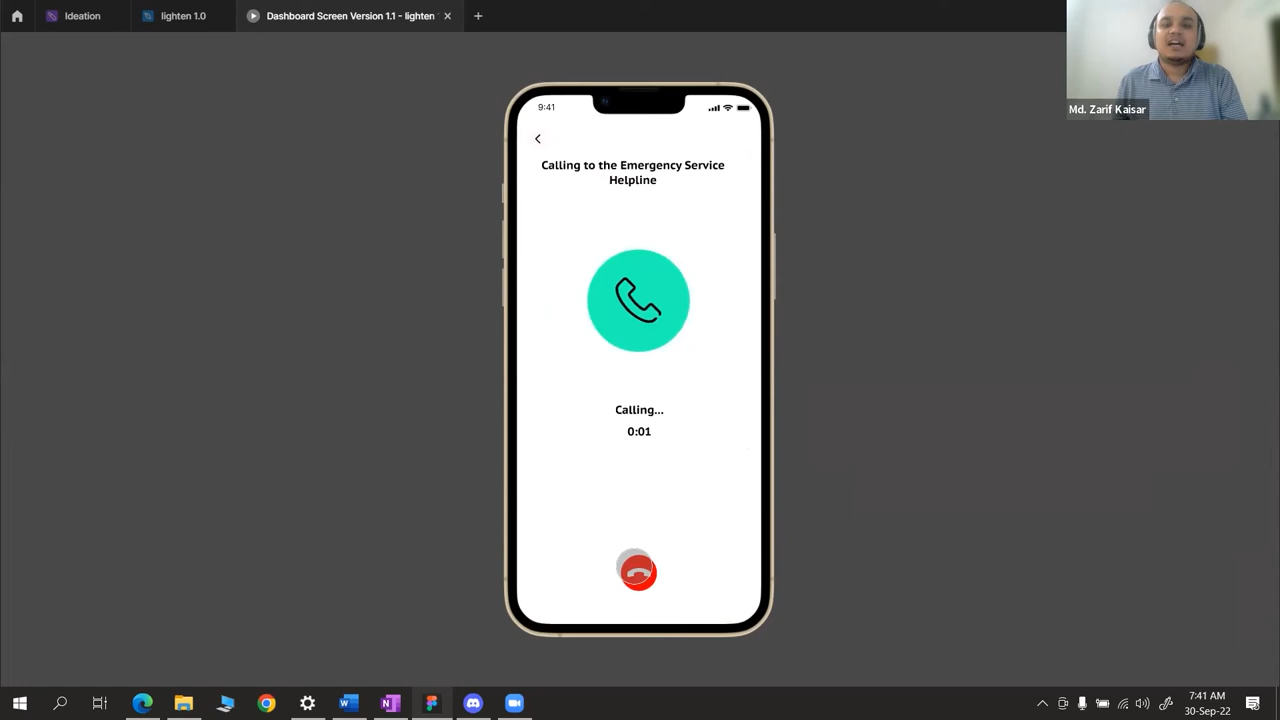 Ideation
lighten 1.0
Dashboard Screen Version 1.1 - lighten
Md. Zarif Kaisar
9:41
Calling to the Emergency Service
Helpline
Calling...
0:01
7:41 AM
30-Sep-22